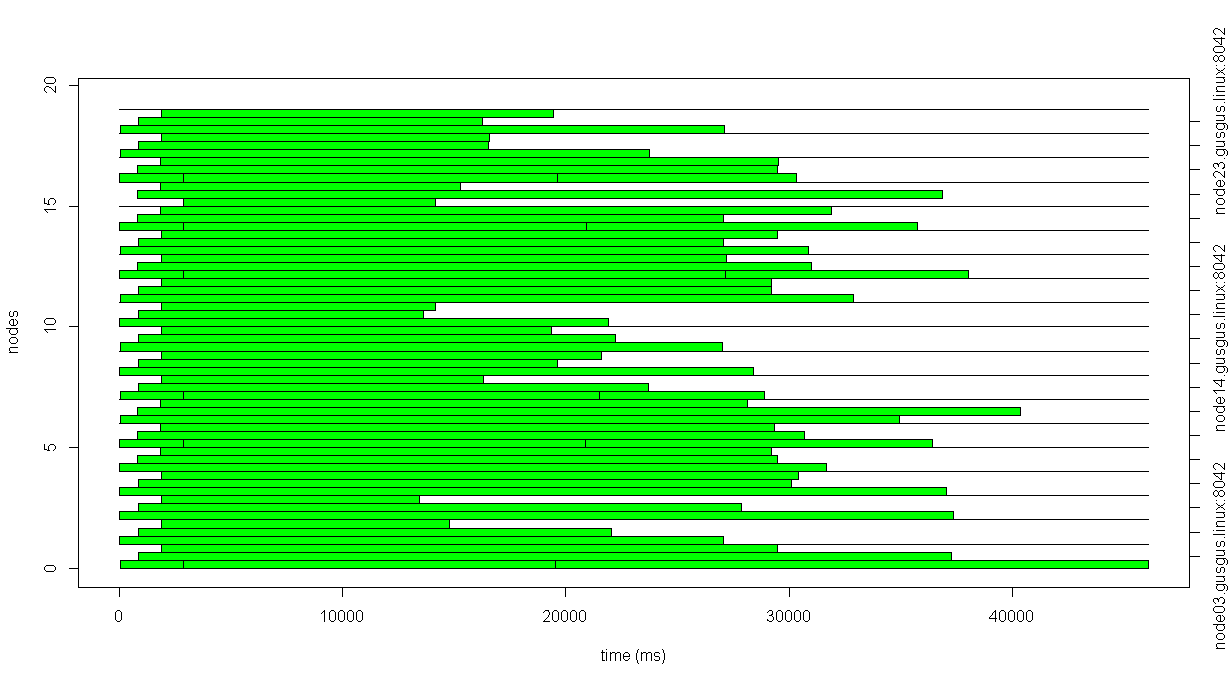 20
15
10
5
0
nodes
0 10000 20000 30000 40000
time (ms)
node03.gusgus.linux:8042
node14.gusgus.linux:8042
node23.gusgus.linux:8042